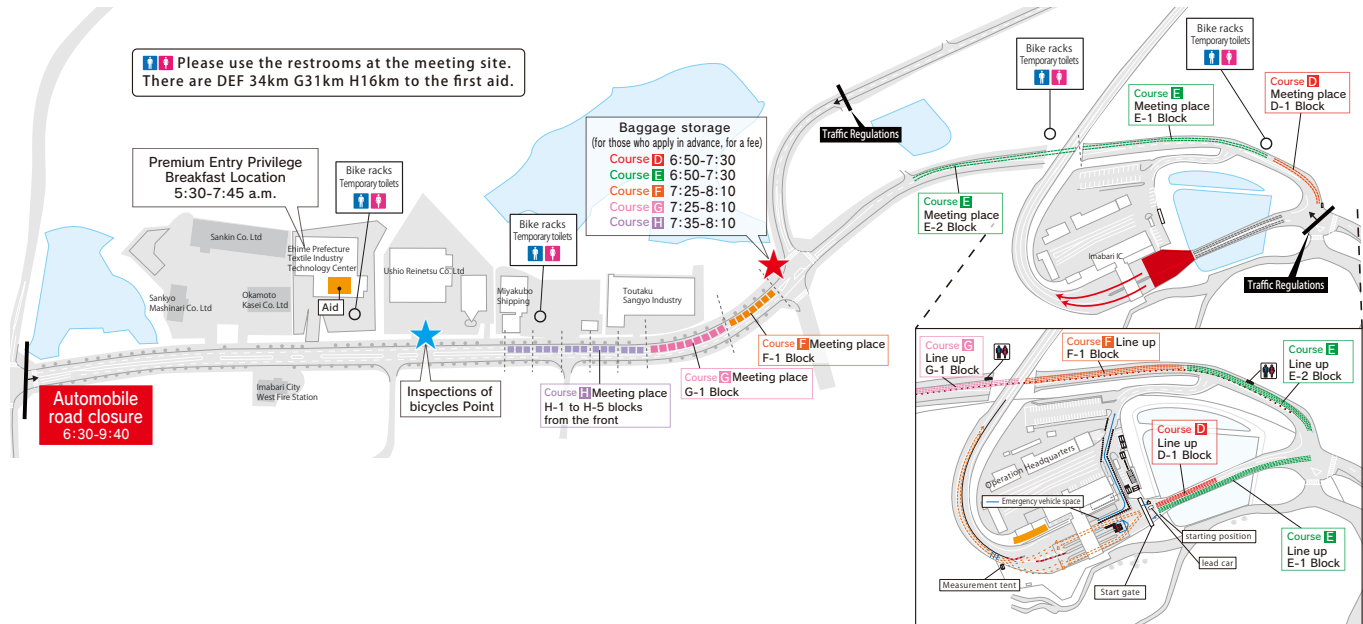 Please use the restrooms at the meeting site.
There are DEF 34km G31km H16km to the first aid.
Premium Entry Privilege
Breakfast Location
5:30-7:45 a.m.
Bike racks
Temporary toilets
Sankin Co. Ltd
Ehime Prefecture
Textile Industry
Technology Center
Aid
Sankyo
Mashinari Co. Ltd
Okamoto
Kasei Co. Ltd
Ushio Reinetsu Co. Ltd
Bike racks
Temporary toilets
Miyakubo
Shipping
Toutaku
Sangyo Industry
Baggage storage
(for those who apply in advance, for a fee)
Course D 6:50-7:30
Course E 6:50-7:30
Course F 7:25-8:10
Course G 7:25-8:10
Course H 7:35-8:10
Traffic Regulations
Bike racks
Temporary toilets
Bike racks
Temporary toilets
Course E
Meeting place
E-1 Block
Course D
Meeting place
D-1 Block
Course E
Meeting place
E-2 Block
Imabari IC
Traffic Regulations
Automobile
road closure
6:30-9:40
Imabari City
West Fire Station
Inspections of
bicycles Point
Course H Meeting place
H-1 to H-5 blocks
from the front
Course G Meeting place
G-1 Block
Course F Meeting place
F-1 Block
Course G
Line up
G-1 Block
Course F Line up
F-1 Block
Course E
Line up
E-2 Block
Course D
Line up
D-1 Block
Operation Headquarters
Emergency vehicle space
starting position
Course E
Line up
E-1 Block
lead car
Measurement tent
Start gate